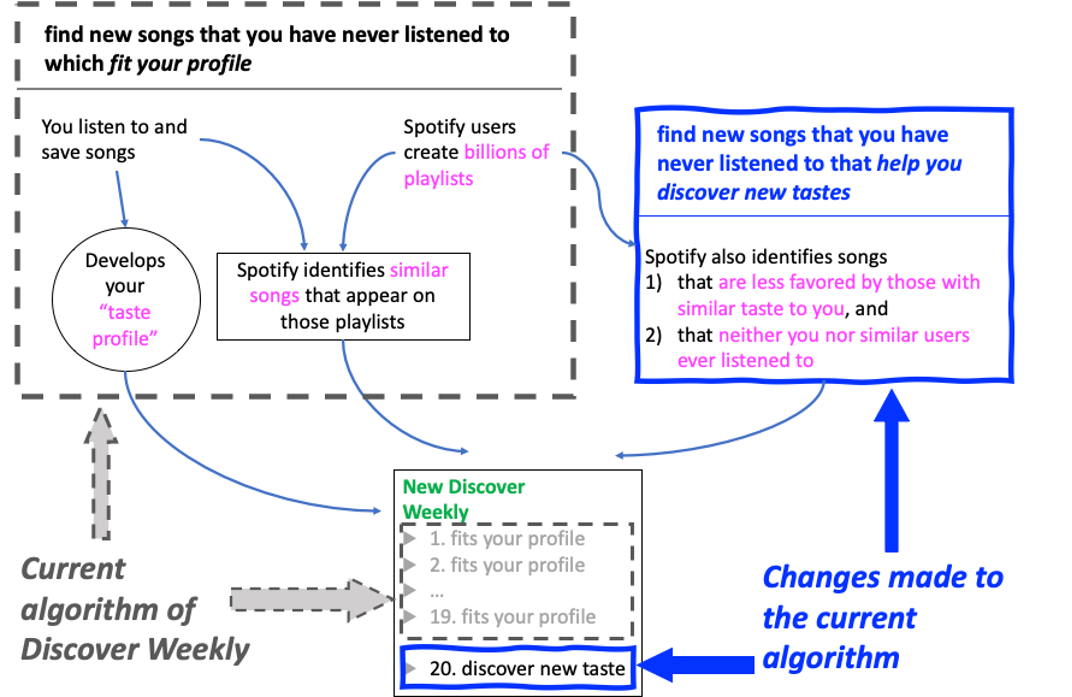 find new songs that you have never listened to
which fit your profile
You listen to and
save songs
Spotify users
create billions of
playlists
Develops
your
“taste
profile”
Spotify identifies similar
songs that appear on
those playlists
find new songs that you have
never listened to that help you
discover new tastes
Spotify also identifies songs
1) that are less favored by those with
similar taste to you, and
2) that neither you nor similar users
ever listened to
New Discover
Weekly
1. fits your profile
2. fits your profile
...
19. fits your profile
20. discover new taste
Current
algorithm of
Discover Weekly
Changes made to
the current
algorithm